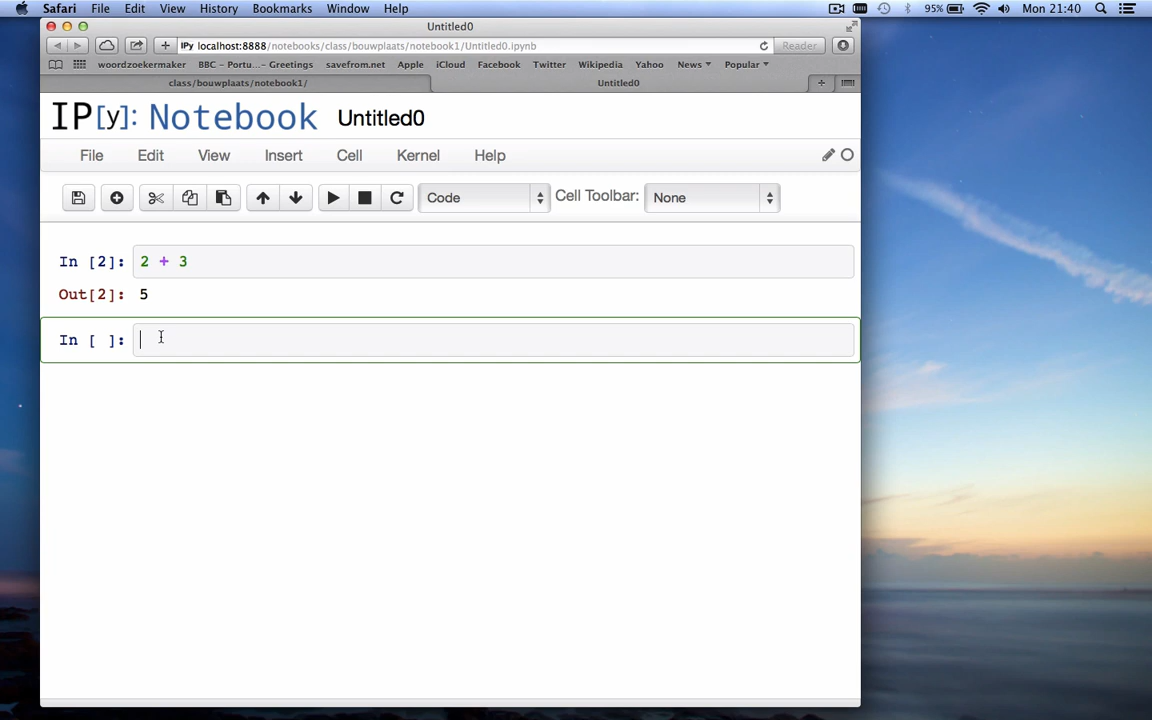 Safari File Edit View History Bookmarks Window Help 95% Mon 21:40
Untitled0
IPy localhost:8888/notebooks/class/bouwplaats/notebook1/Untitled0.ipynb Reader
woordzoekermaker BBC – Portu...– Greetings savefrom.net Apple iCloud Facebook Twitter Wikipedia Yahoo News Popular
class/bouwplaats/notebook1/ Untitled0 +
IP[y]: Notebook Untitled0
File Edit View Insert Cell Kernel Help
Code Cell Toolbar: None
In [2]: 2 + 3
Out[2]: 5
In [ ]: